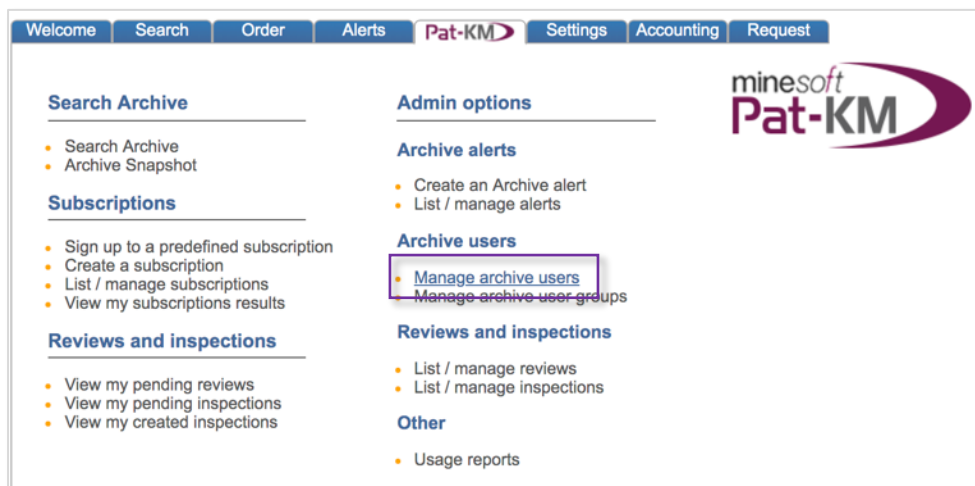 Welcome Search Order Alerts Pat-KM Settings Accounting Request
minesoft
Pat-KM
Search Archive
Search Archive
Archive Snapshot
Subscriptions
Sign up to a predefined subscription
Create a subscription
List / manage subscriptions
View my subscriptions results
Reviews and inspections
View my pending reviews
View my pending inspections
View my created inspections
Admin options
Archive alerts
Create an Archive alert
List / manage alerts
Archive users
Manage archive users
Manage archive user groups
Reviews and inspections
List / manage reviews
List / manage inspections
Other
Usage reports